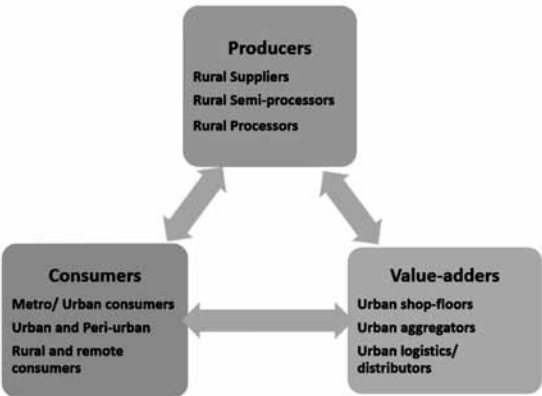 Producers
Rural Suppliers
Rural Semi-processors
Rural Processors
Consumers
Metro/ Urban consumers
Urban and Peri-urban
Rural and remote
consumers
Value-adders
Urban shop-floors
Urban aggregators
Urban logistics/
distributors